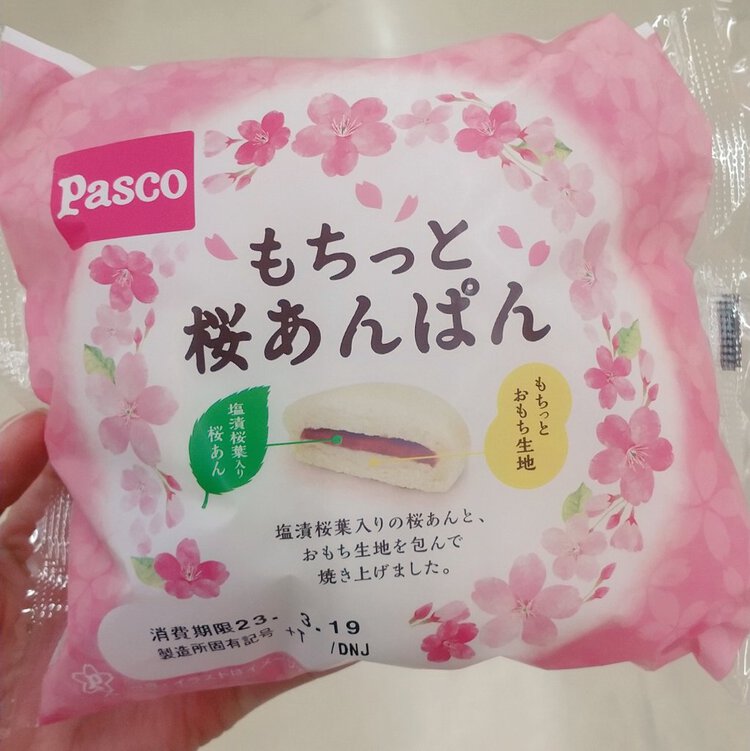 Pasco
もちっと
桜あんぱん
塩漬桜葉入り
桜あん
もちっと
おもち生地
塩漬桜葉入りの桜あんと、
おもち生地を包んで
焼き上げました。
消費期限23- 3.19
製造所固有記号 +1 /DNJ